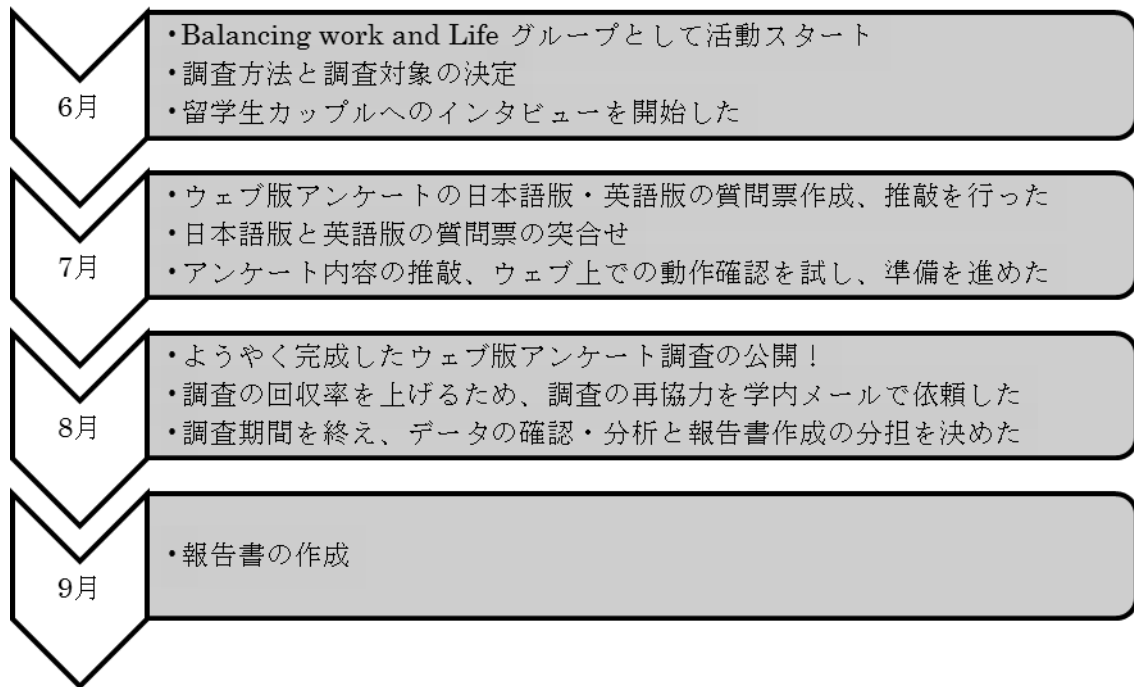 6月
・Balancing work and Life グループとして活動スタート
・調査方法と調査対象の決定
・留学生カップルへのインタビューを開始した
7月
・ウェブ版アンケートの日本語版・英語版の質問票作成、推敲を行った
・日本語版と英語版の質問票の突合せ
・アンケート内容の推敲、ウェブ上での動作確認を試し、準備を進めた
8月
・ようやく完成したウェブ版アンケート調査の公開！
・調査の回収率を上げるため、調査の再協力を学内メールで依頼した
・調査期間を終え、データの確認・分析と報告書作成の分担を決めた
9月
・報告書の作成